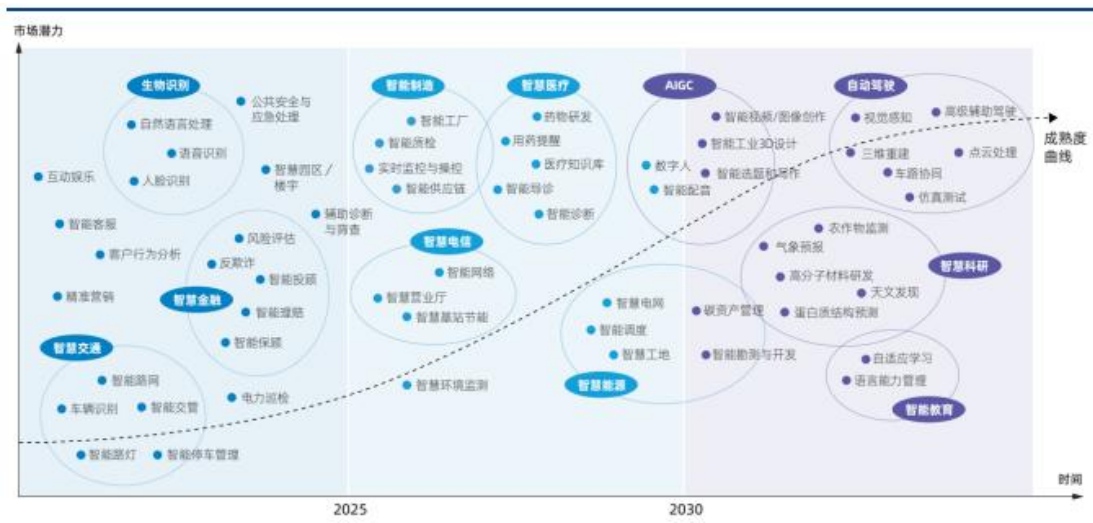 市场潜力
生物识别
自然语言处理
语音识别
人脸识别
公共安全与
应急处理
智慧园区/
楼宇
互动娱乐
智能客服
客户行为分析
精准营销
辅助诊断
与筛查
智慧金融
风险评估
反欺诈
智能投顾
智能理赔
智能保顾
智慧交通
智能路网
车辆识别
智能交管
智能路灯
智能停车管理
电力巡检
智能制造
智能工厂
智能质检
实时监控与操控
智能供应链
智慧医疗
药物研发
用药提醒
医疗知识库
智能导诊
智能诊断
智慧电信
智能网络
智慧营业厅
智慧基站节能
智慧环境监测
智慧能源
智慧电网
智能调度
智慧工地
碳资产管理
智能勘测与开发
AIGC
智能视频/图像创作
智能工业3D设计
数字人
智能选题和写作
智能配音
自动驾驶
视觉感知
高级辅助驾驶
三维重建
点云处理
车路协同
仿真测试
成熟度
曲线
智慧科研
农作物监测
气象预报
高分子材料研发
天文发现
蛋白质结构预测
智能教育
自适应学习
语言能力管理
时间
2025
2030